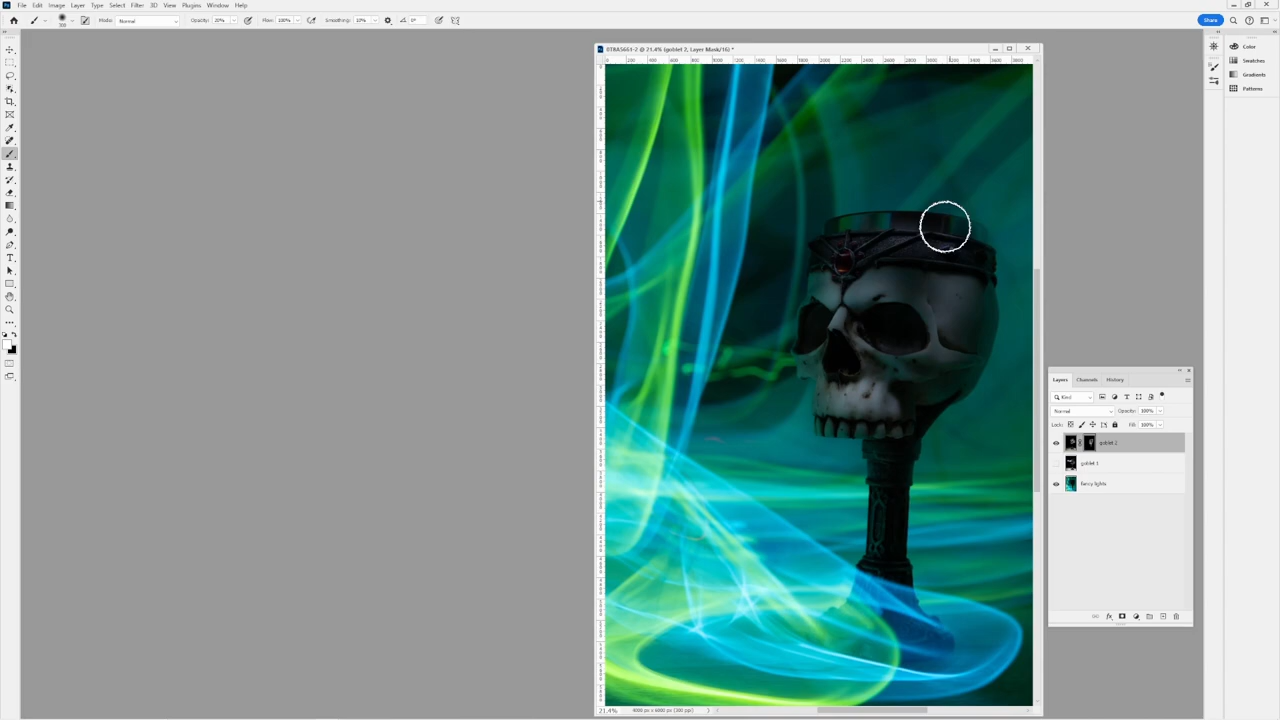 File Edit Image Layer Type Select Filter 3D View Plugins Window Help
300 Mode: Normal Opacity: 20% Flow: 100% Smoothing: 10% 0° Share
BTBA5651-2 @ 21.4% (goblet 2, Layer Mask/16) *
Color
Swatches
Gradients
Patterns
Layers Channels History
Kind
Normal Opacity: 100%
Lock: Fill: 100%
goblet 2
goblet 1
fancy lights
21.4% 4000 px x 6000 px (300 ppi)